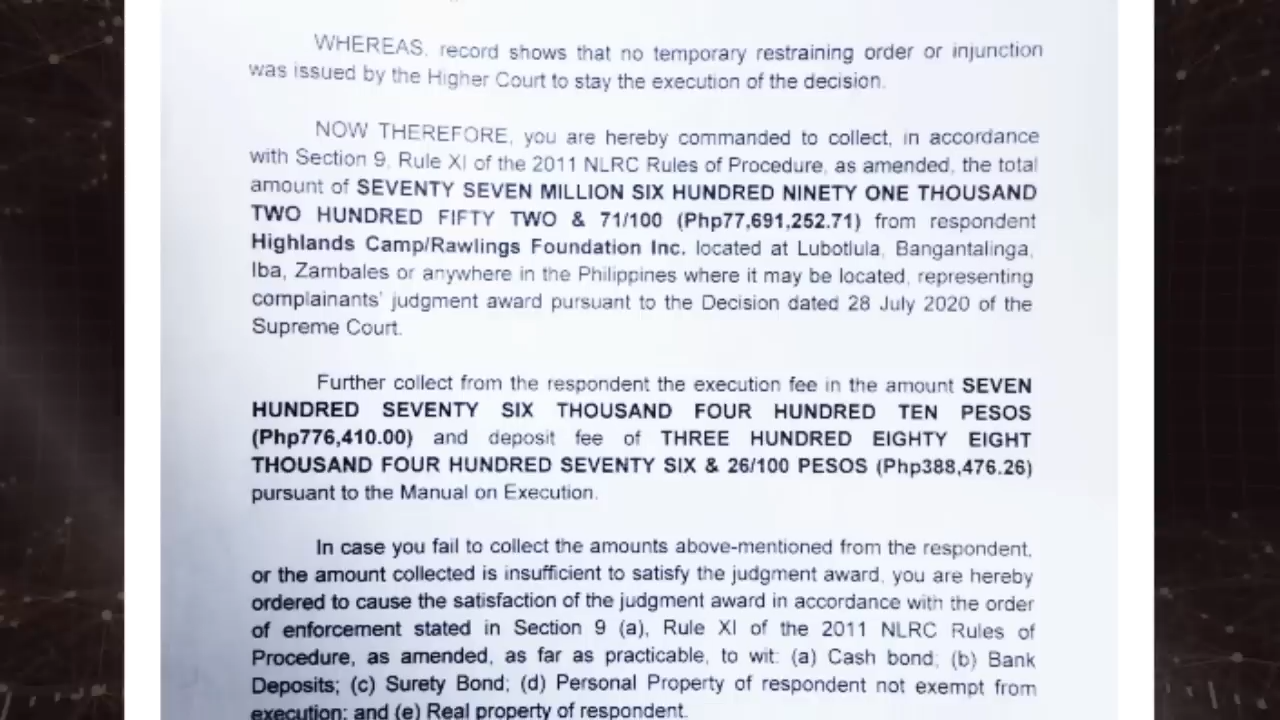 WHEREAS, record shows that no temporary restraining order or injunction
was issued by the Higher Court to stay the execution of the decision.
NOW THEREFORE, you are hereby commanded to collect, in accordance
with Section 9, Rule XI of the 2011 NLRC Rules of Procedure, as amended, the total
amount of SEVENTY SEVEN MILLION SIX HUNDRED NINETY ONE THOUSAND
TWO HUNDRED FIFTY TWO & 71/100 (Php77,691,252.71) from respondent
Highlands Camp/Rawlings Foundation Inc. located at Lubotlula, Bangantalinga,
Iba, Zambales or anywhere in the Philippines where it may be located, representing
complainants' judgment award pursuant to the Decision dated 28 July 2020 of the
Supreme Court.
Further collect from the respondent the execution fee in the amount SEVEN
HUNDRED SEVENTY SIX THOUSAND FOUR HUNDRED TEN PESOS
(Php776,410.00) and deposit fee of THREE HUNDRED EIGHTY EIGHT
THOUSAND FOUR HUNDRED SEVENTY SIX & 26/100 PESOS (Php388,476.26)
pursuant to the Manual on Execution.
In case you fail to collect the amounts above-mentioned from the respondent,
or the amount collected is insufficient to satisfy the judgment award, you are hereby
ordered to cause the satisfaction of the judgment award in accordance with the order
of enforcement stated in Section 9 (a), Rule XI of the 2011 NLRC Rules of
Procedure, as amended, as far as practicable, to wit: (a) Cash bond; (b) Bank
Deposits; (c) Surety Bond; (d) Personal Property of respondent not exempt from
execution; and (e) Real property of respondent.